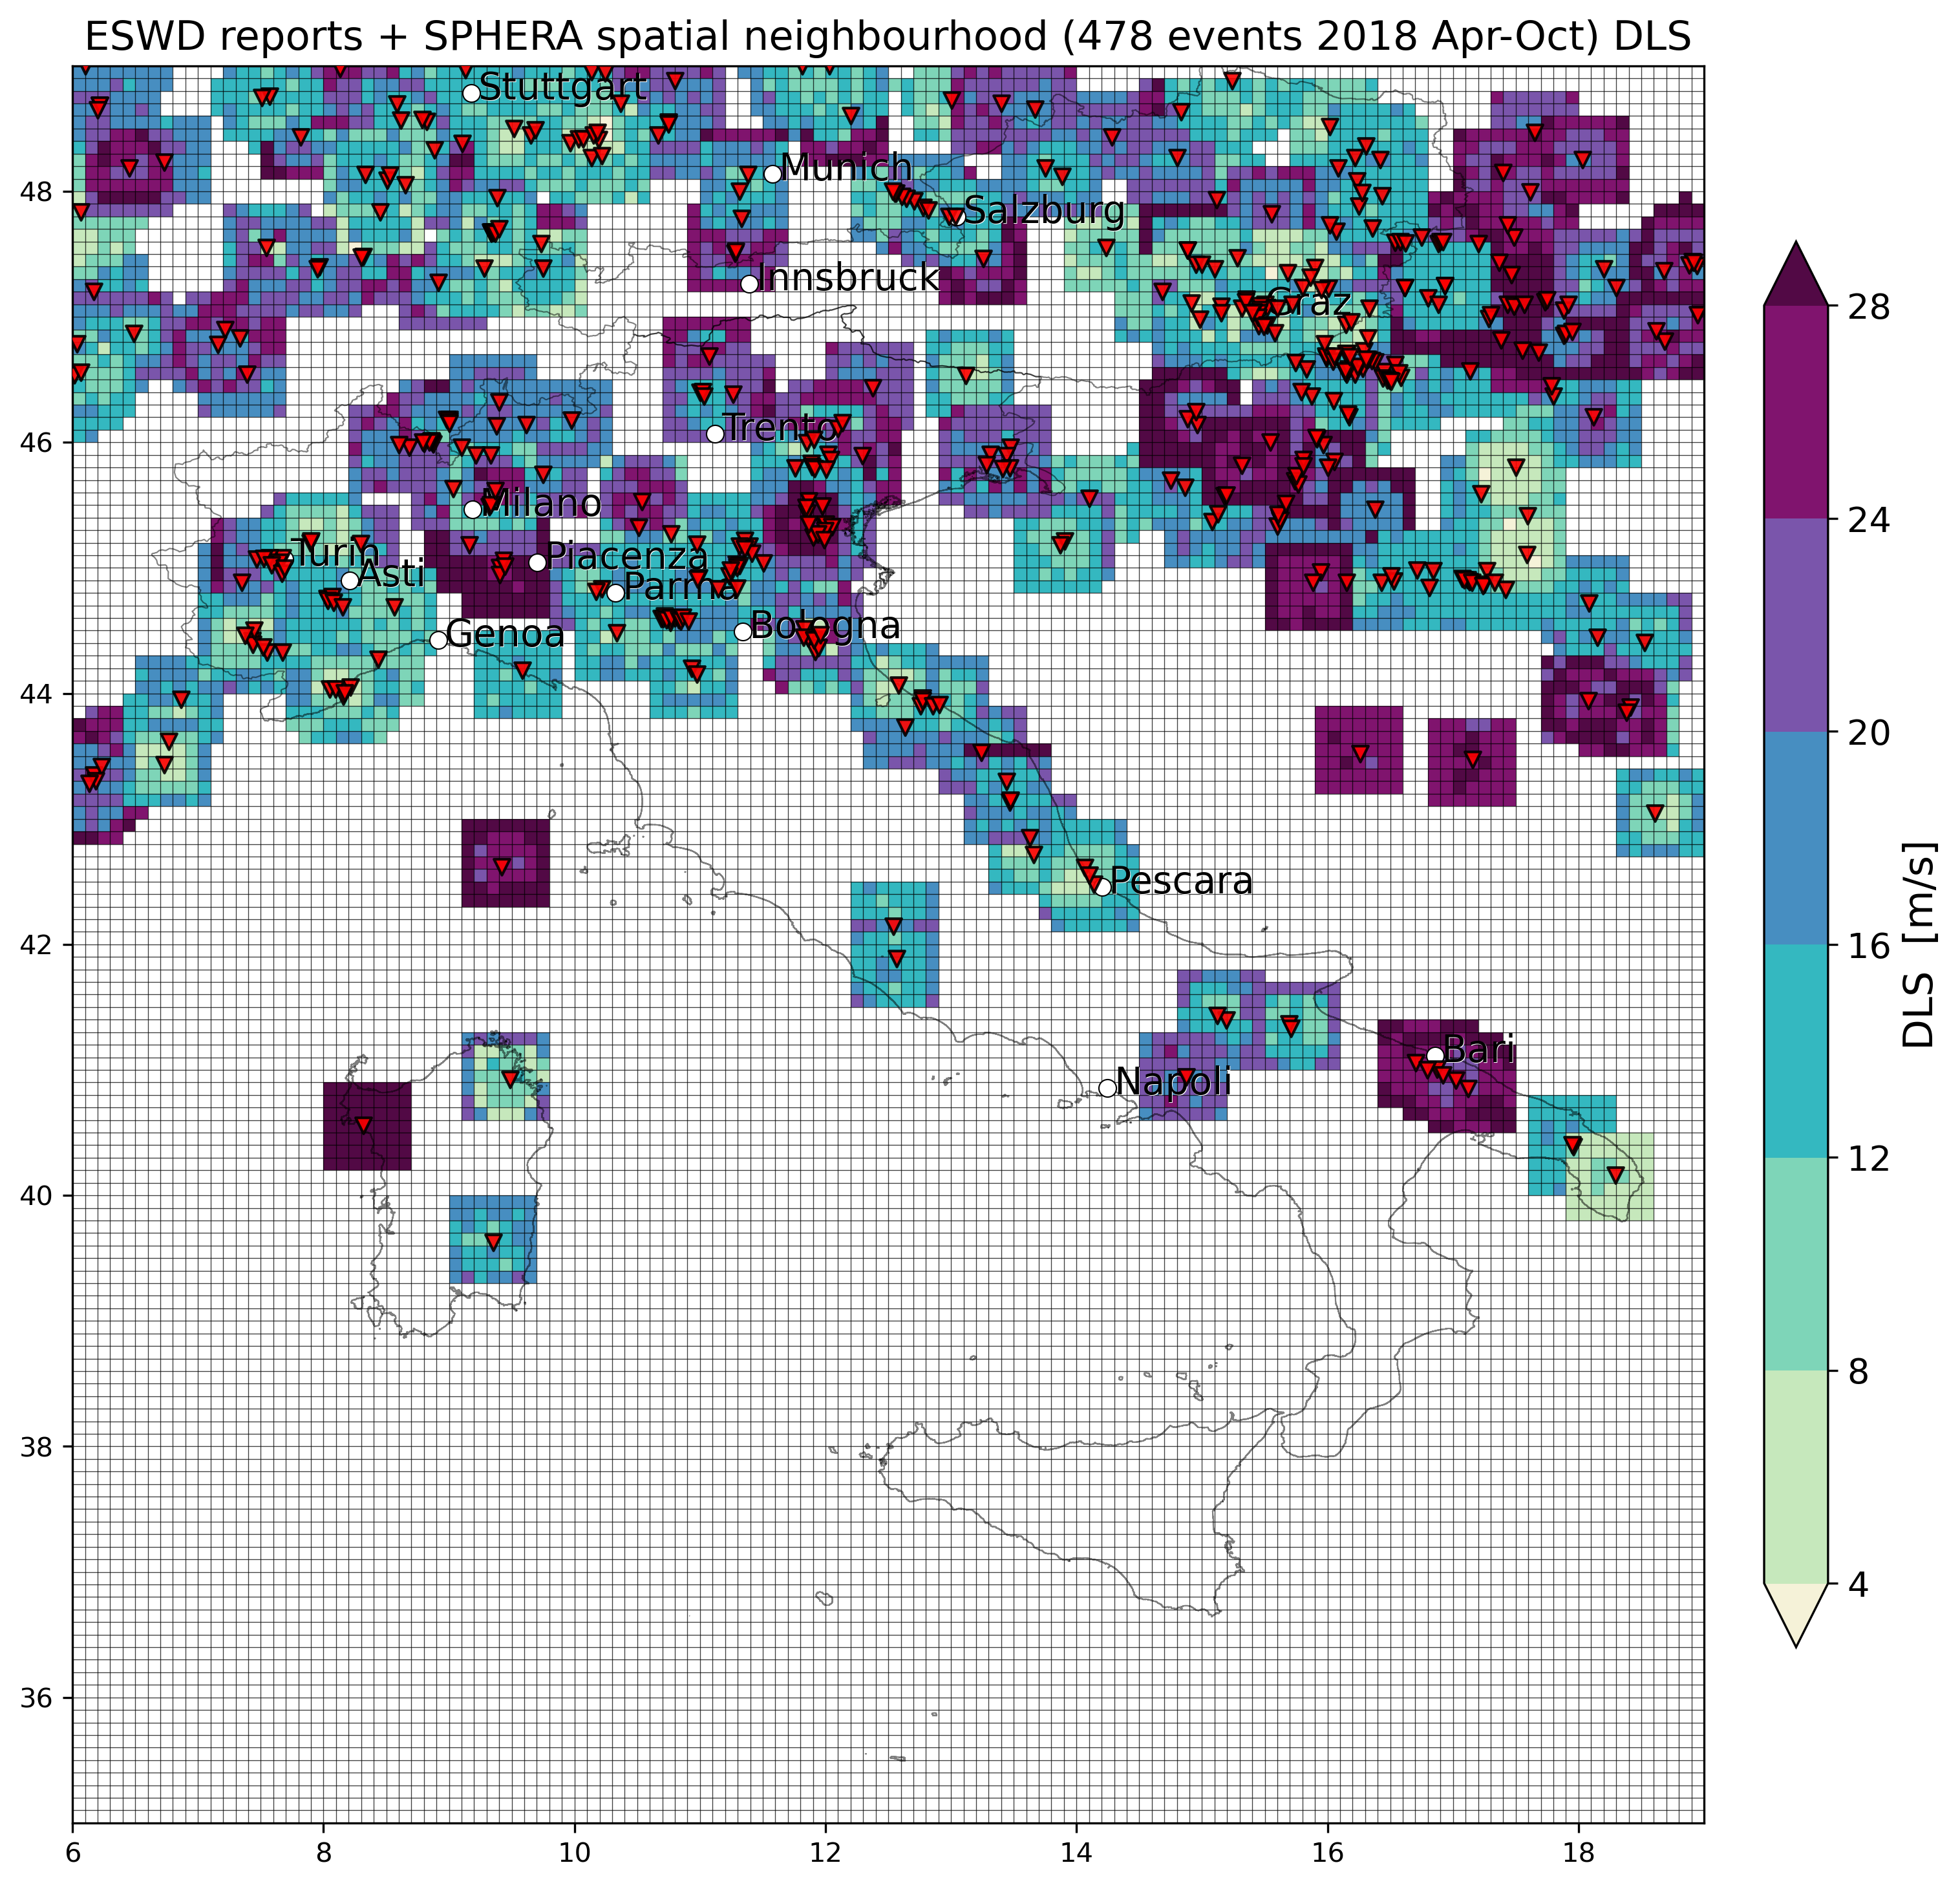 ESWD reports + SPHERA spatial neighbourhood (478 events 2018 Apr-Oct) DLS
Stuttgart
Munich
Salzburg
Innsbruck
Graz
Trento
Milano
Piacenza
Turin
Asti
Parma
Bologna
Genoa
Pescara
Bari
Napoli
48
46
44
42
40
38
36
6
8
10
12
14
16
18
28
24
20
16
12
8
4
DLS [m/s]